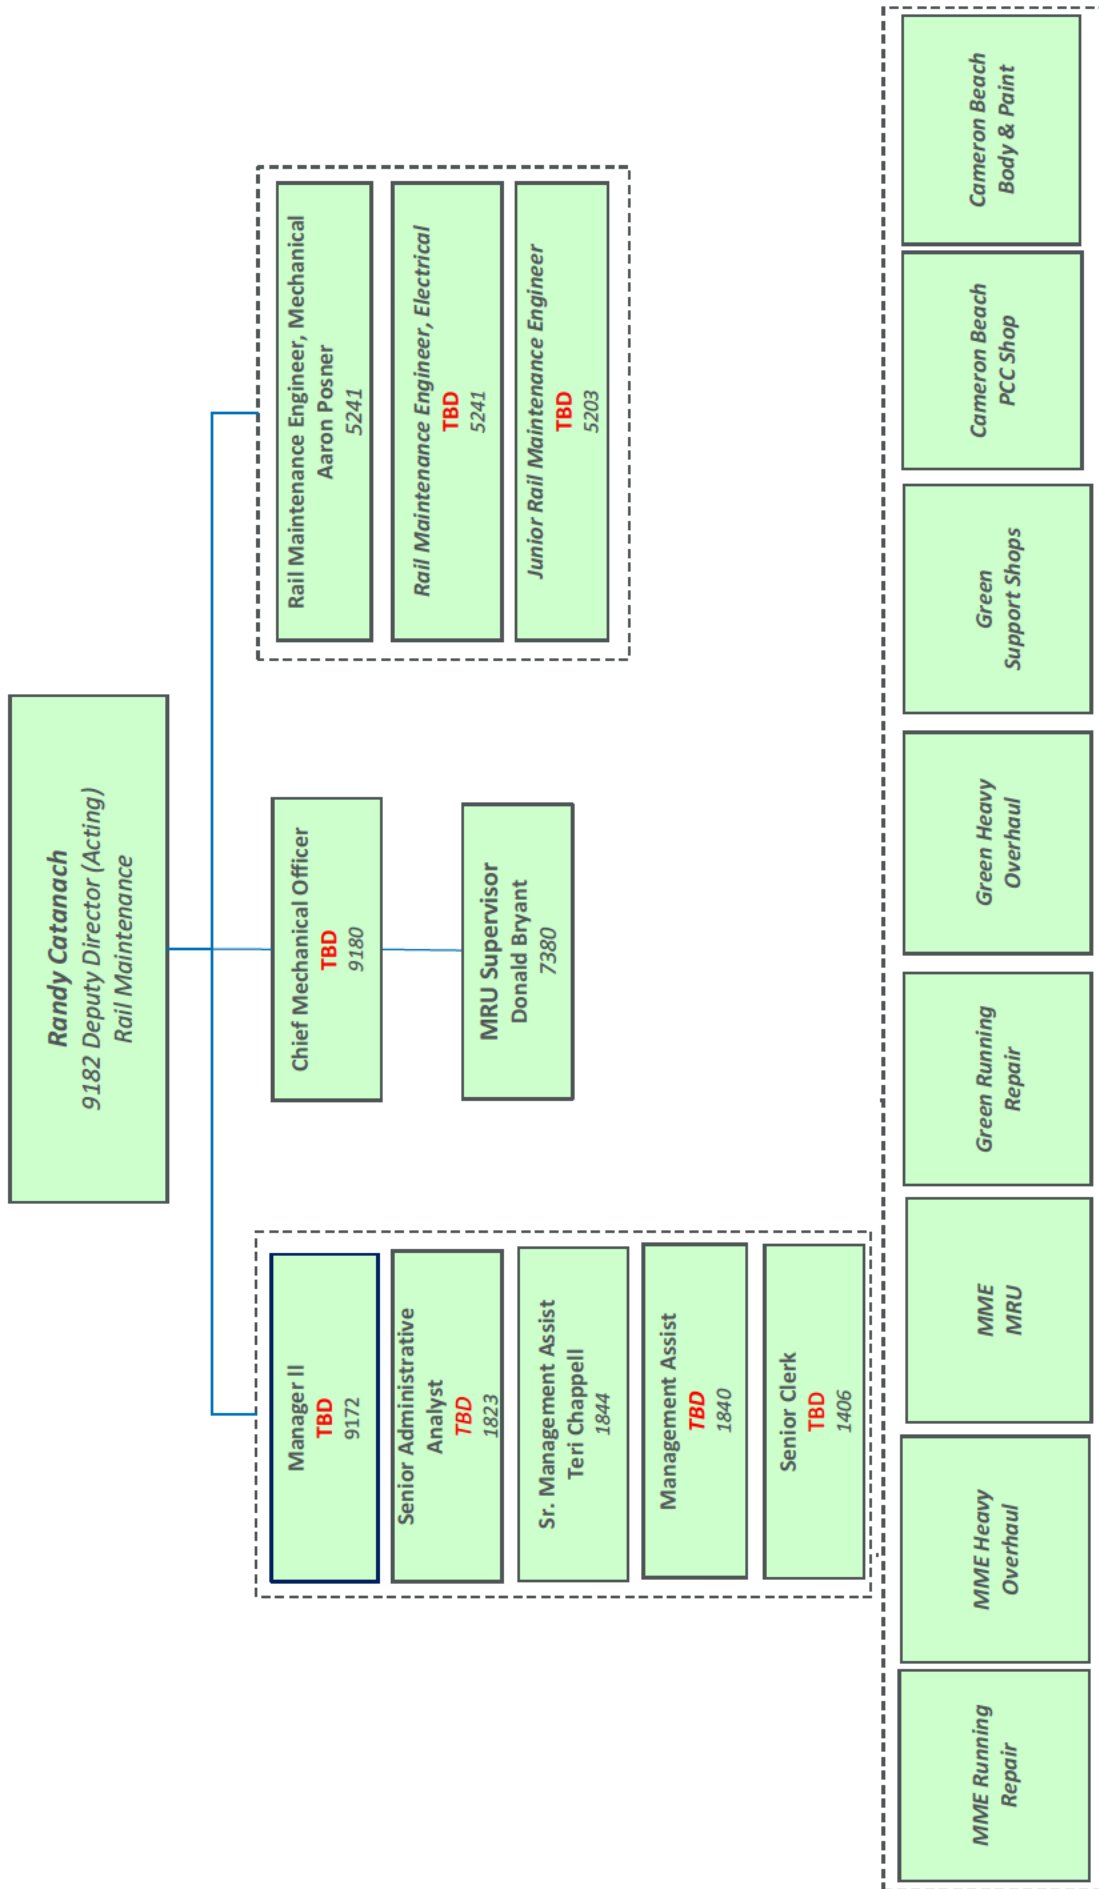 Randy Catanach
9182 Deputy Director (Acting)
Rail Maintenance
Manager II
TBD
9172
Senior Administrative
Analyst
TBD
1823
Sr. Management Assist
Teri Chappell
1844
Management Assist
TBD
1840
Senior Clerk
TBD
1406
Chief Mechanical Officer
TBD
9180
MRU Supervisor
Donald Bryant
7380
Rail Maintenance Engineer, Mechanical
Aaron Posner
5241
Rail Maintenance Engineer, Electrical
TBD
5241
Junior Rail Maintenance Engineer
TBD
5203
MME Running
Repair
MME Heavy
Overhaul
MME
MRU
Green Running
Repair
Green Heavy
Overhaul
Green
Support Shops
Cameron Beach
PCC Shop
Cameron Beach
Body & Paint